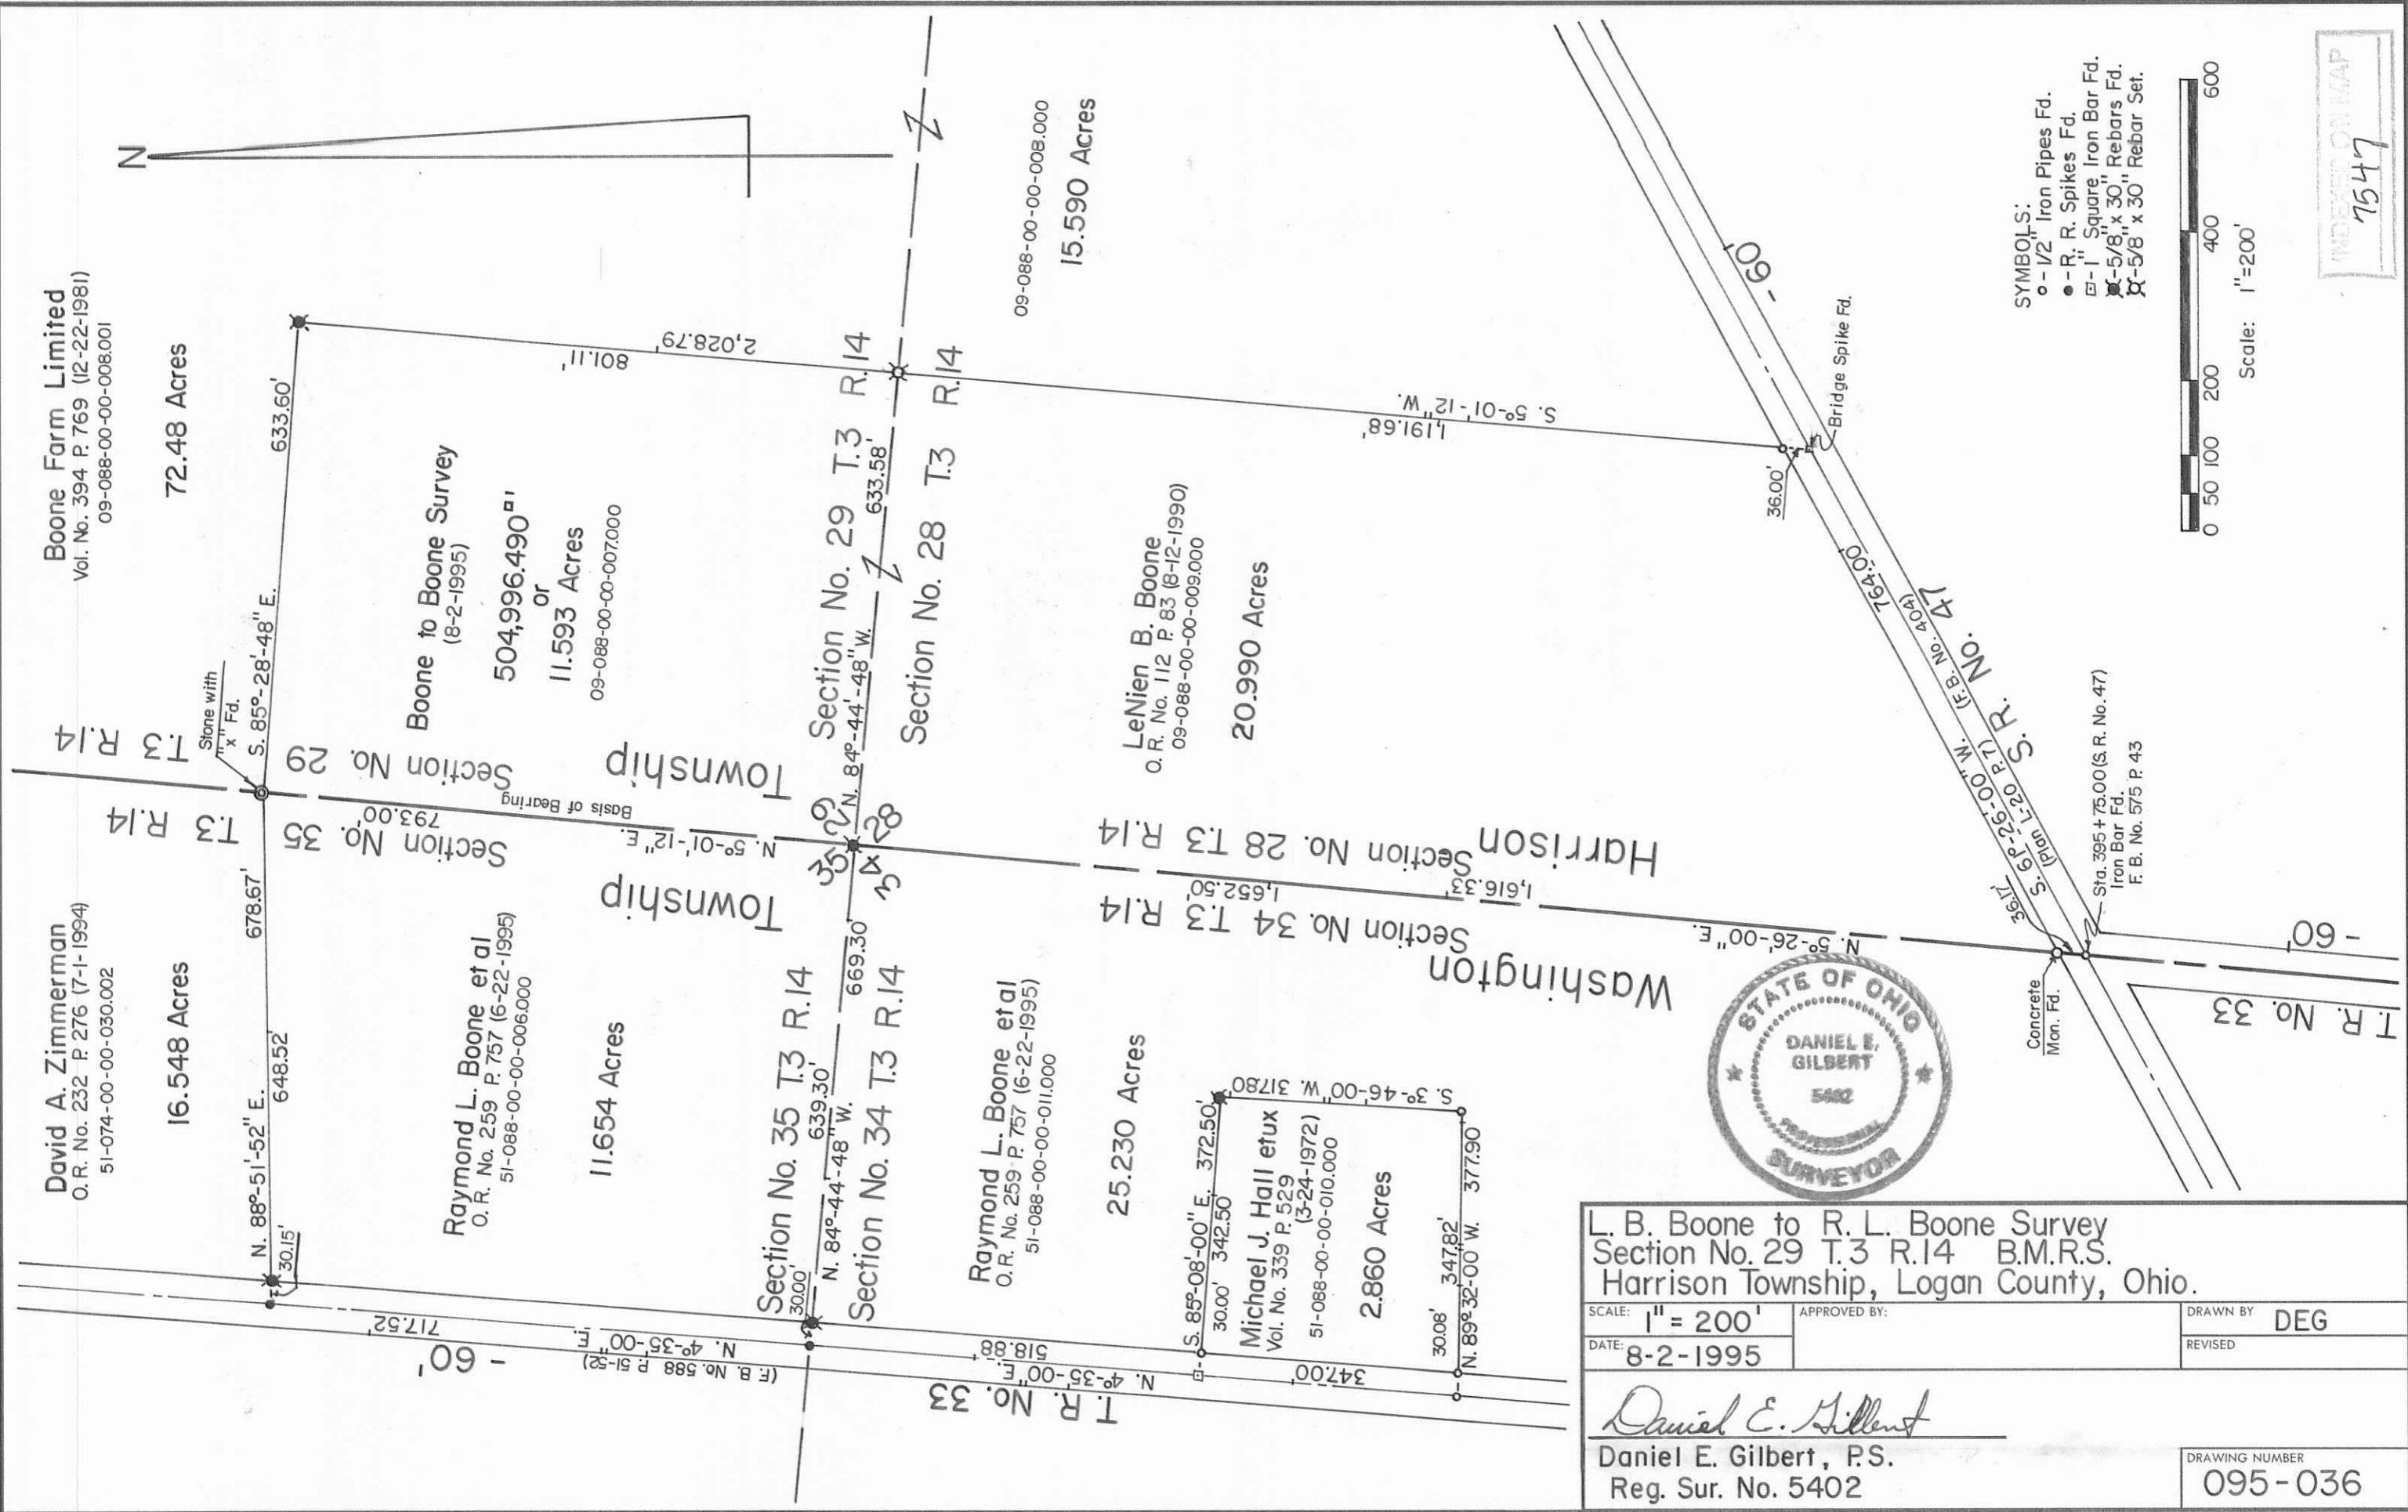 N
Boone Farm Limited
Vol. No. 394 P. 769 (12-22-1981)
09-088-00-00-008.001
72.48 Acres
633.60'
S. 85°-28'-48" E.
Stone with
"x" Fd.
T.3 R.14
Section No. 29
T.3 R.14
Section No. 35
793.00'
Basis of Bearing
N. 5°-01'-12" E.
Township
Township
Boone to Boone Survey
(8-2-1995)
504,996.490 □'
or
11.593 Acres
09-088-00-00-007.000
801.11'
2,028.79'
Section No. 29 T.3 R.14
633.58'
N. 84°-44'-48" W.
Section No. 28 T.3 R.14
29
28
35
34
09-088-00-00-008.000
15.590 Acres
1,191.68'
S. 5°-01'-12" W.
LeNien B. Boone
O. R. No. 112 P. 83 (8-12-1990)
09-088-00-00-009.000
20.990 Acres
36.00'
Bridge Spike Fd.
-60'
764.00'
S. 61°-26'-00" W. (F.B. No. 404)
(Plan L-20 P. 7)
S. R. No. 47
36.17'
Sta. 395+75.00 (S. R. No. 47)
Iron Bar Fd.
F. B. No. 575 P. 43
Concrete
Mon. Fd.
-60'
T. R. No. 33
Harrison
Section No. 28 T.3 R.14
1,616.33'
1,652.50'
Section No. 34 T.3 R.14
N. 5°-26'-00" E.
Washington
David A. Zimmerman
O. R. No. 232 P. 276 (7-1-1994)
51-074-00-00-030.002
16.548 Acres
678.67'
N. 88°-51'-52" E.
648.52'
30.15'
Raymond L. Boone et al
O. R. No. 259 P. 757 (6-22-1995)
51-088-00-00-006.000
11.654 Acres
Section No. 35 T.3 R.14
669.30'
639.30'
30.00'
N. 84°-44'-48" W.
Section No. 34 T.3 R.14
717.52'
N. 4°-35'-00" E.
-60'
(F. B. No. 588 P. 51-52)
518.88'
N. 4°-35'-00" E.
T. R. No. 33
347.00'
Raymond L. Boone et al
O. R. No. 259 P. 757 (6-22-1995)
51-088-00-00-011.000
25.230 Acres
S. 85°-08'-00" E. 372.50'
30.00' 342.50'
Michael J. Hall etux
Vol. No. 339 P. 529
(3-24-1972)
51-088-00-00-010.000
2.860 Acres
S. 3°-46'-00" W. 317.80'
30.08' 347.82'
N. 89°-32'-00" W. 377.90'
STATE OF OHIO
DANIEL E.
GILBERT
5402
PROFESSIONAL
SURVEYOR
SYMBOLS:
-1/2" Iron Pipes Fd.
-R. R. Spikes Fd.
-1" Square Iron Bar Fd.
-5/8" x 30" Rebars Fd.
-5/8" x 30" Rebar Set.
0 50 100 200 400 600
Scale: 1"=200'
INDEXED ON MAP
7547
L. B. Boone to R. L. Boone Survey
Section No. 29 T.3 R.14 B.M.R.S.
Harrison Township, Logan County, Ohio.
SCALE: 1" = 200'
APPROVED BY:
DRAWN BY DEG
DATE: 8-2-1995
REVISED
Daniel E. Gilbert
Daniel E. Gilbert, P.S.
Reg. Sur. No. 5402
DRAWING NUMBER
095-036